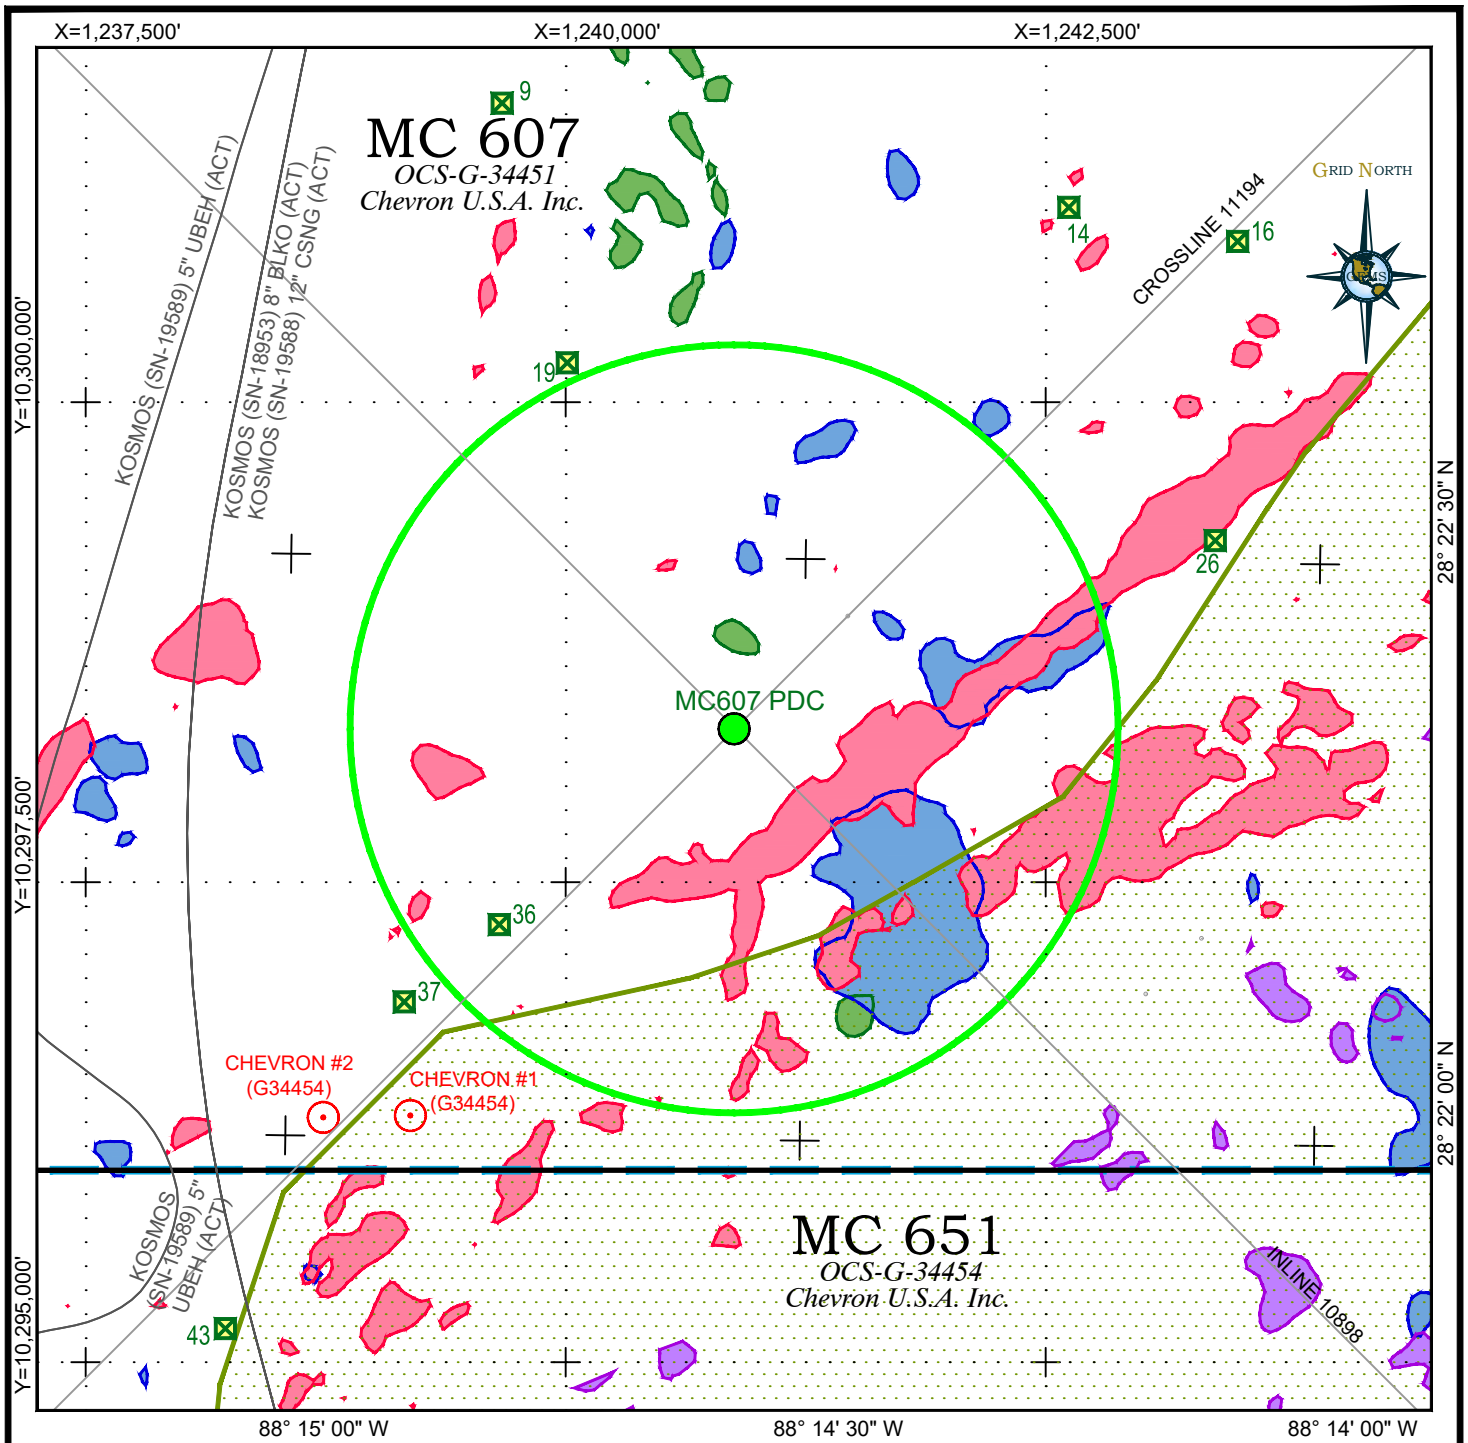 X=1,237,500'
X=1,240,000'
X=1,242,500'
9
MC 607
OCS-G-34451
Chevron U.S.A. Inc.
KOSMOS (SN-19589) 5" UBEH (ACT)
KOSMOS (SN-18953) 8" BLKO (ACT)
KOSMOS (SN-19588) 12" CSNG (ACT)
14
CROSSLINE 11194
16
GRID NORTH
GEMS
Y=10,300,000'
19
28° 22' 30" N
26
MC607 PDC
Y=10,297,500'
36
37
CHEVRON #2
(G34454)
CHEVRON #1
(G34454)
28° 22' 00" N
KOSMOS
(SN-19589) 5"
UBEH (ACT)
MC 651
OCS-G-34454
Chevron U.S.A. Inc.
INLINE 10898
Y=10,295,000'
43
88° 15' 00" W
88° 14' 30" W
88° 14' 00" W